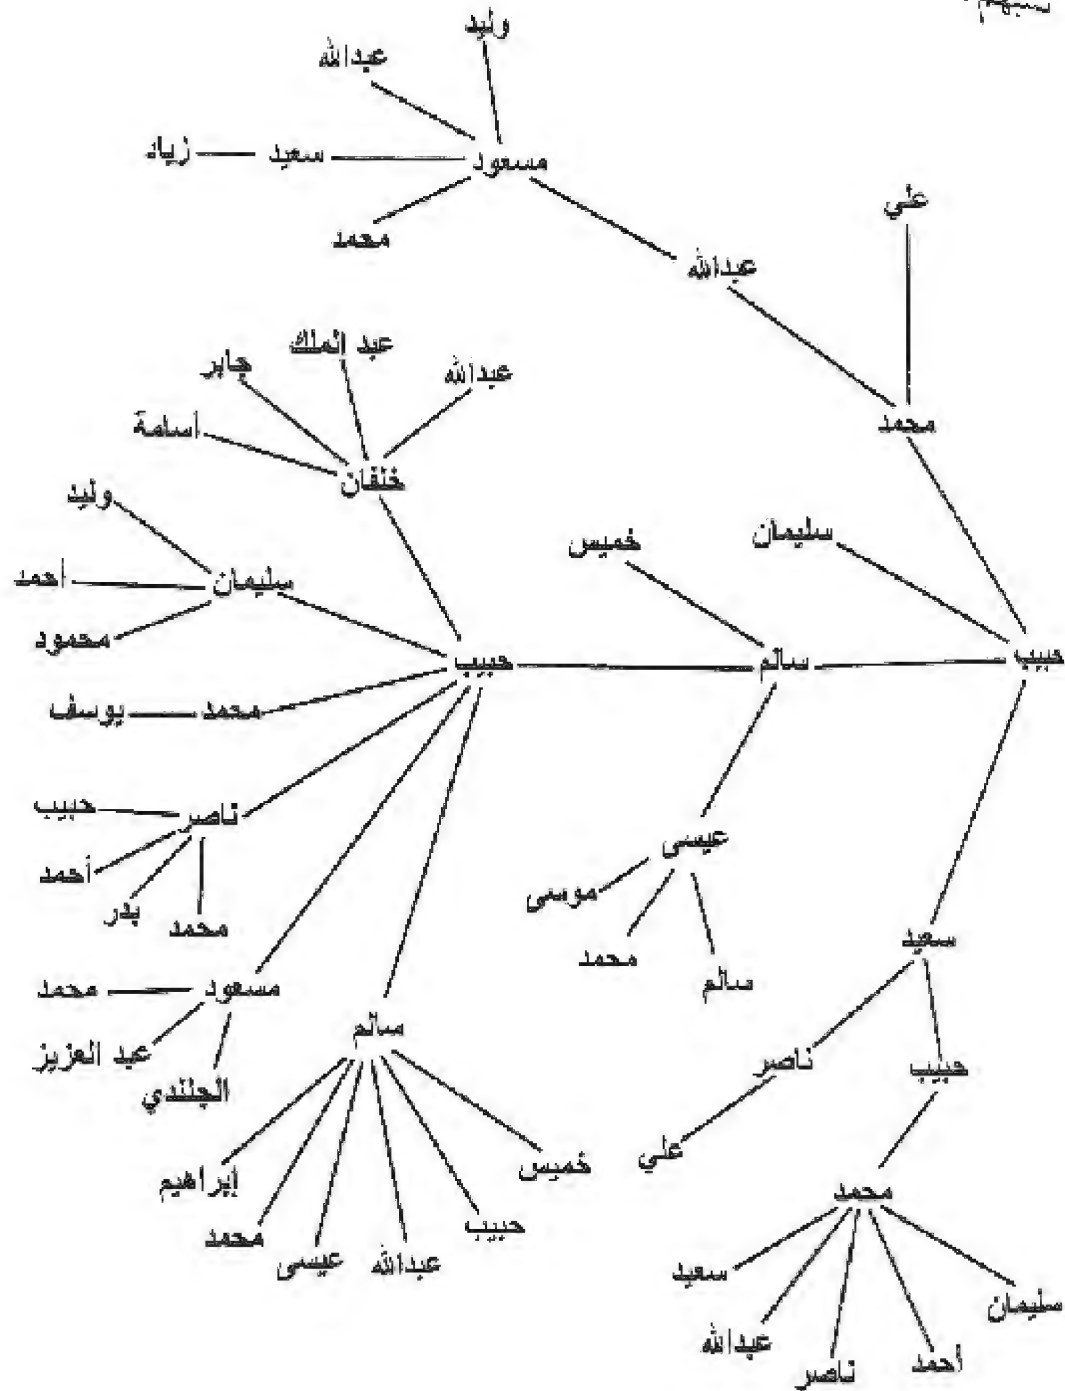 وليد
عبدالله
زياد
سعيد
مسعود
محمد
علي
عبدالله
عبد الملك
جابر
عبدالله
أسامة
محمد
خلفان
وليد
سليمان
خميس
أحمد
سليمان
محمود
حبيب
سالم
حبيب
محمد
يوسف
حبيب
ناصر
أحمد
بدر
محمد
عيسى
موسى
محمد
سالم
سعيد
محمد
مسعود
عبد العزيز
الجلندي
سالم
ناصر
حبيب
علي
خميس
إبراهيم
محمد
حبيب
محمد
عيسى
عبدالله
سعيد
سليمان
عبدالله
ناصر
أحمد